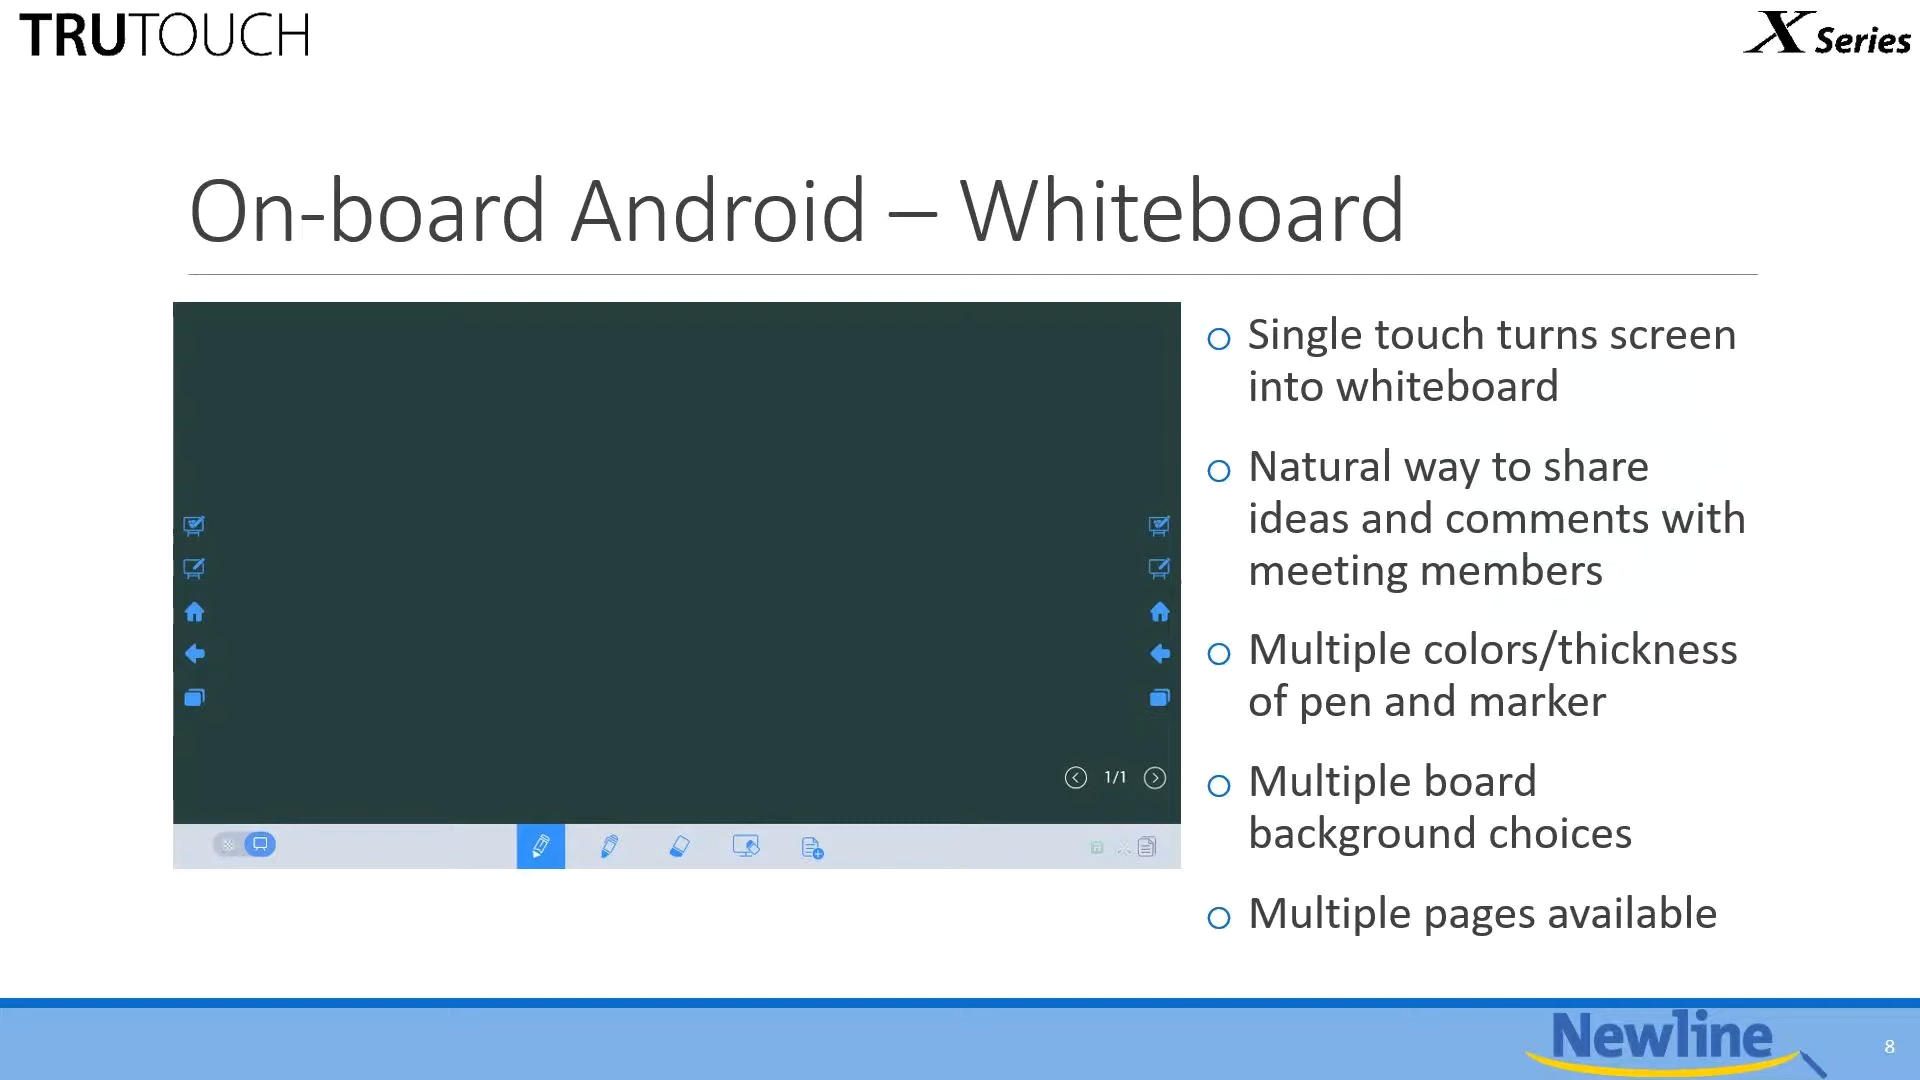 TRUTOUCH
X Series
On-board Android – Whiteboard
Single touch turns screen
into whiteboard
Natural way to share
ideas and comments with
meeting members
Multiple colors/thickness
of pen and marker
Multiple board
background choices
Multiple pages available
1/1
Newline
8